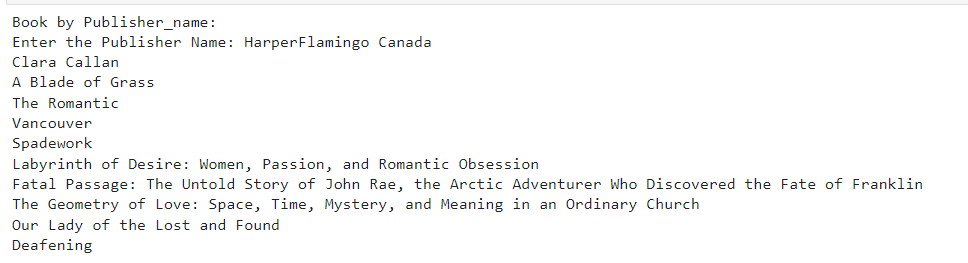 Book by Publisher_name:
Enter the Publisher Name: HarperFlamingo Canada
Clara Callan
A Blade of Grass
The Romantic
Vancouver
Spadework
Labyrinth of Desire: Women, Passion, and Romantic Obsession
Fatal Passage: The Untold Story of John Rae, the Arctic Adventurer Who Discovered the Fate of Franklin
The Geometry of Love: Space, Time, Mystery, and Meaning in an Ordinary Church
Our Lady of the Lost and Found
Deafening